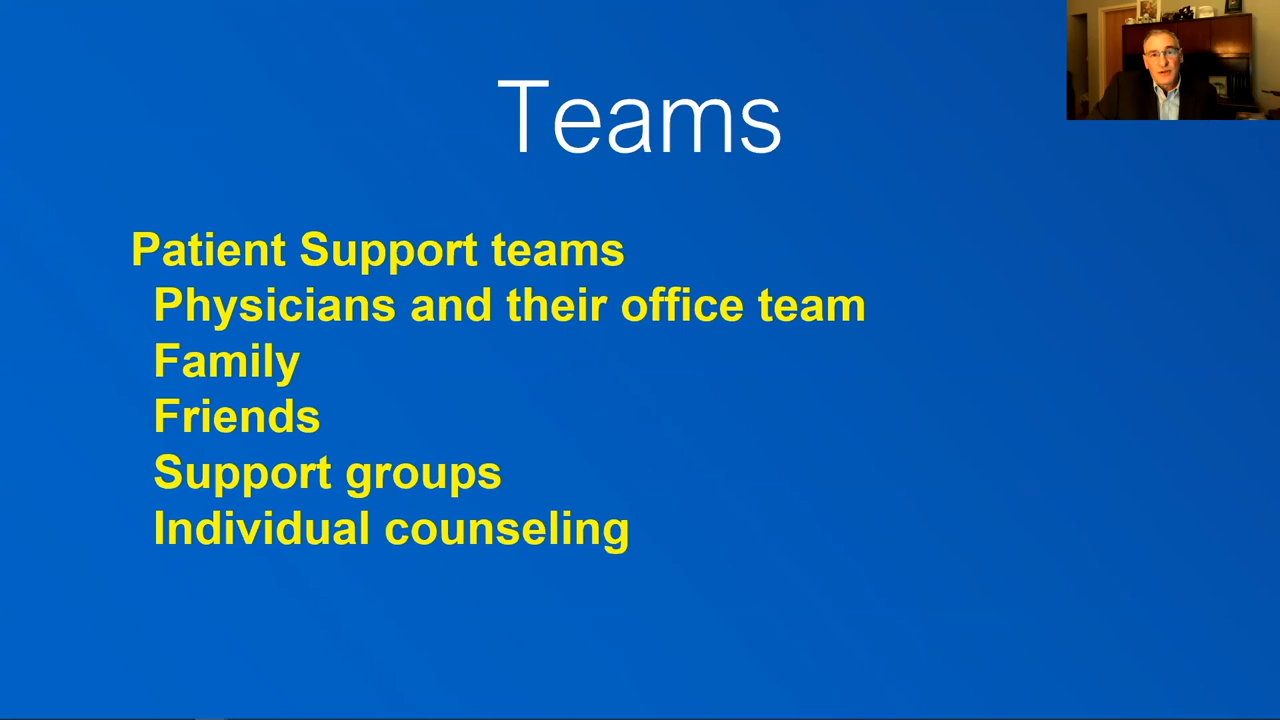 Teams
Patient Support teams
Physicians and their office team
Family
Friends
Support groups
Individual counseling